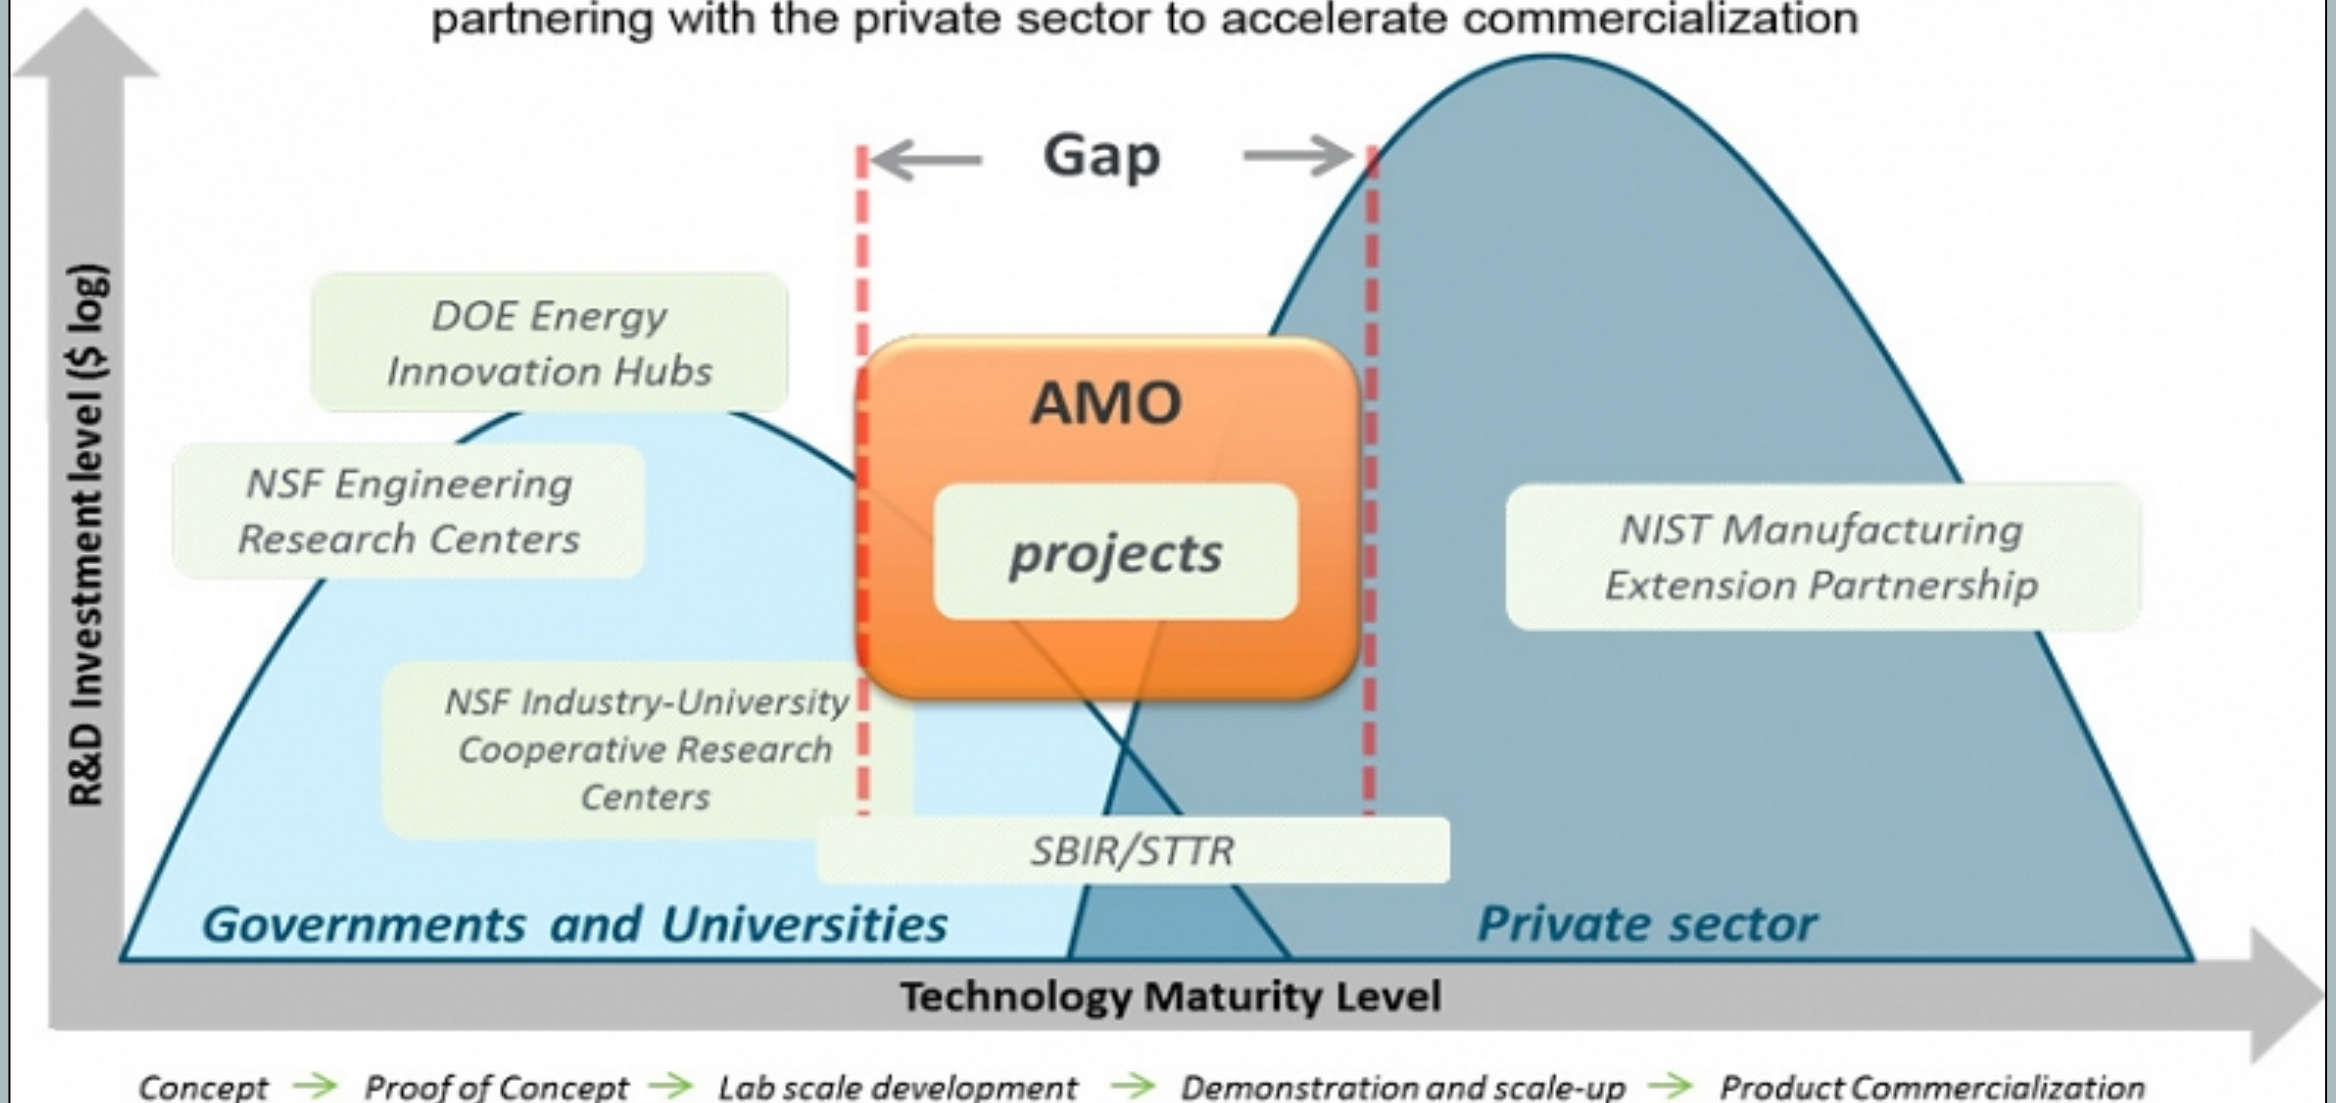 partnering with the private sector to accelerate commercialization
Gap
R&D Investment level ($ log)
DOE Energy
Innovation Hubs
AMO
NSF Engineering
Research Centers
projects
NIST Manufacturing
Extension Partnership
NSF Industry-University
Cooperative Research
Centers
SBIR/STTR
Governments and Universities
Private sector
Technology Maturity Level
Concept → Proof of Concept → Lab scale development → Demonstration and scale-up → Product Commercialization